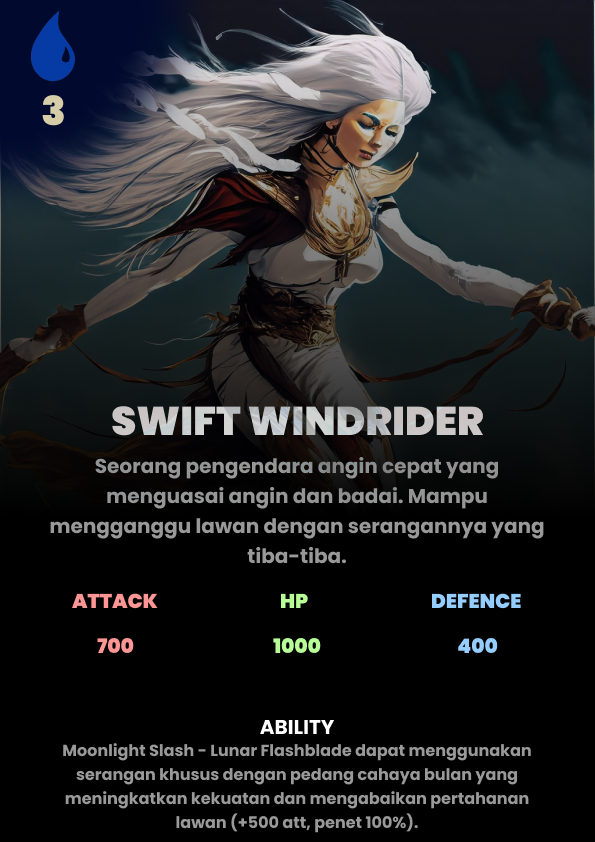 3
SWIFT WINDRIDER
Seorang pengendara angin cepat yang
menguasai angin dan badai. Mampu
mengganggu lawan dengan serangannya yang
tiba-tiba.
ATTACK HP DEFENCE
700 1000 400
ABILITY
Moonlight Slash - Lunar Flashblade dapat menggunakan
serangan khusus dengan pedang cahaya bulan yang
meningkatkan kekuatan dan mengabaikan pertahanan
lawan (+500 att, penet 100%).